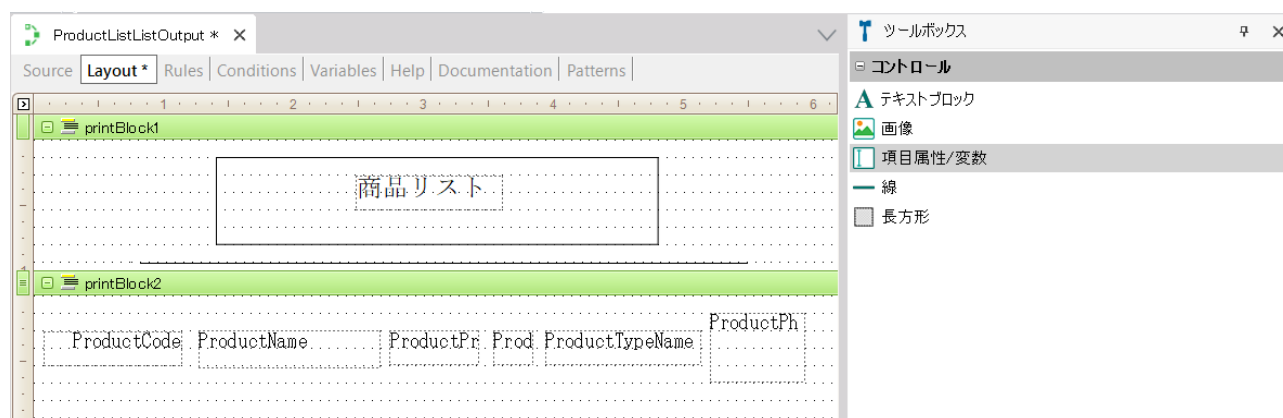 ProductListListOutput *
Source Layout * Rules Conditions Variables Help Documentation Patterns
1 2 3 4 5 6
printBlock1
商品リスト
printBlock2
ProductCode ProductName ProductPr Prod ProductTypeName ProductPh
ツールボックス
コントロール
テキストブロック
画像
項目属性/変数
線
長方形